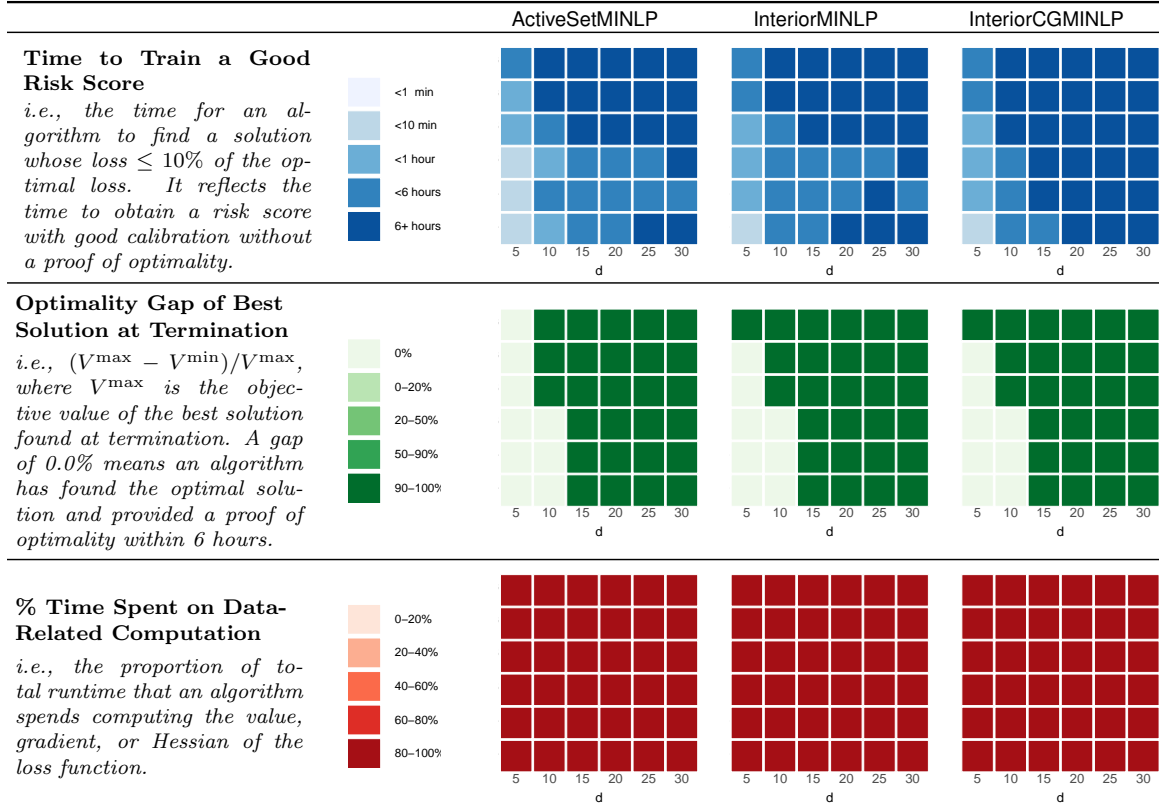 ActiveSetMINLP InteriorMINLP InteriorCGMINLP
Time to Train a Good
Risk Score
i.e., the time for an al-
gorithm to find a solution
whose loss ≤ 10% of the op-
timal loss. It reflects the
time to obtain a risk score
with good calibration without
a proof of optimality.
<1 min
<10 min
<1 hour
<6 hours
6+ hours
5 10 15 20 25 30 5 10 15 20 25 30 5 10 15 20 25 30
d d d
Optimality Gap of Best
Solution at Termination
i.e., (V^max − V^min)/V^max,
where V^max is the objec-
tive value of the best solution
found at termination. A gap
of 0.0% means an algorithm
has found the optimal solu-
tion and provided a proof of
optimality within 6 hours.
0%
0–20%
20–50%
50–90%
90–100%
5 10 15 20 25 30 5 10 15 20 25 30 5 10 15 20 25 30
d d d
% Time Spent on Data-
Related Computation
i.e., the proportion of to-
tal runtime that an algorithm
spends computing the value,
gradient, or Hessian of the
loss function.
0–20%
20–40%
40–60%
60–80%
80–100%
5 10 15 20 25 30 5 10 15 20 25 30 5 10 15 20 25 30
d d d